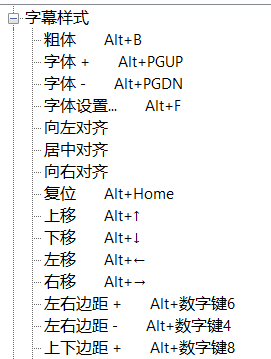 字幕样式
粗体 Alt+B
字体 + Alt+PGUP
字体 - Alt+PGDN
字体设置... Alt+F
向左对齐
居中对齐
向右对齐
复位 Alt+Home
上移 Alt+↑
下移 Alt+↓
左移 Alt+←
右移 Alt+→
左右边距 + Alt+数字键6
左右边距 - Alt+数字键4
上下边距 + Alt+数字键8